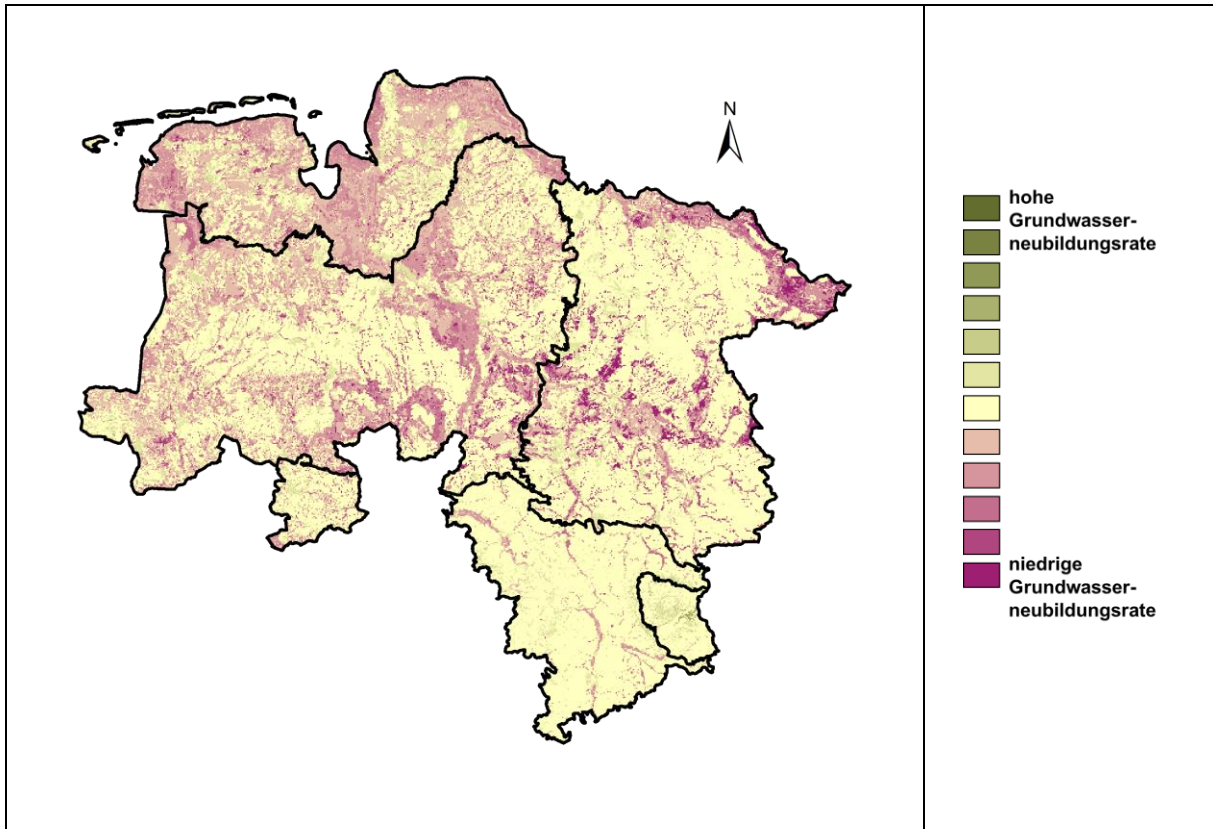 N
hohe
Grundwasser-
neubildungsrate
niedrige
Grundwasser-
neubildungsrate